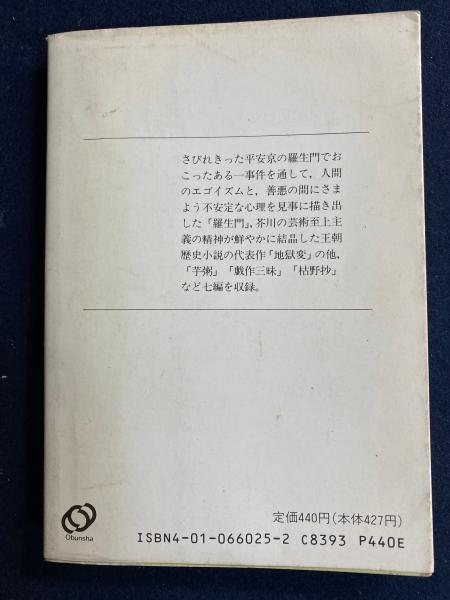 さびれきった平安京の羅生門でお
こったある一事件を通して，人間
のエゴイズムと，善悪の間にさま
よう不安定な心理を見事に描き出
した「羅生門」，芥川の芸術至上主
義の精神が鮮やかに結晶した王朝
歴史小説の代表作「地獄変」の他，
「芋粥」「戯作三昧」「枯野抄」
など七編を収録。
定価440円(本体427円)
Obunsha
ISBN4-01-066025-2 C8393 P440E